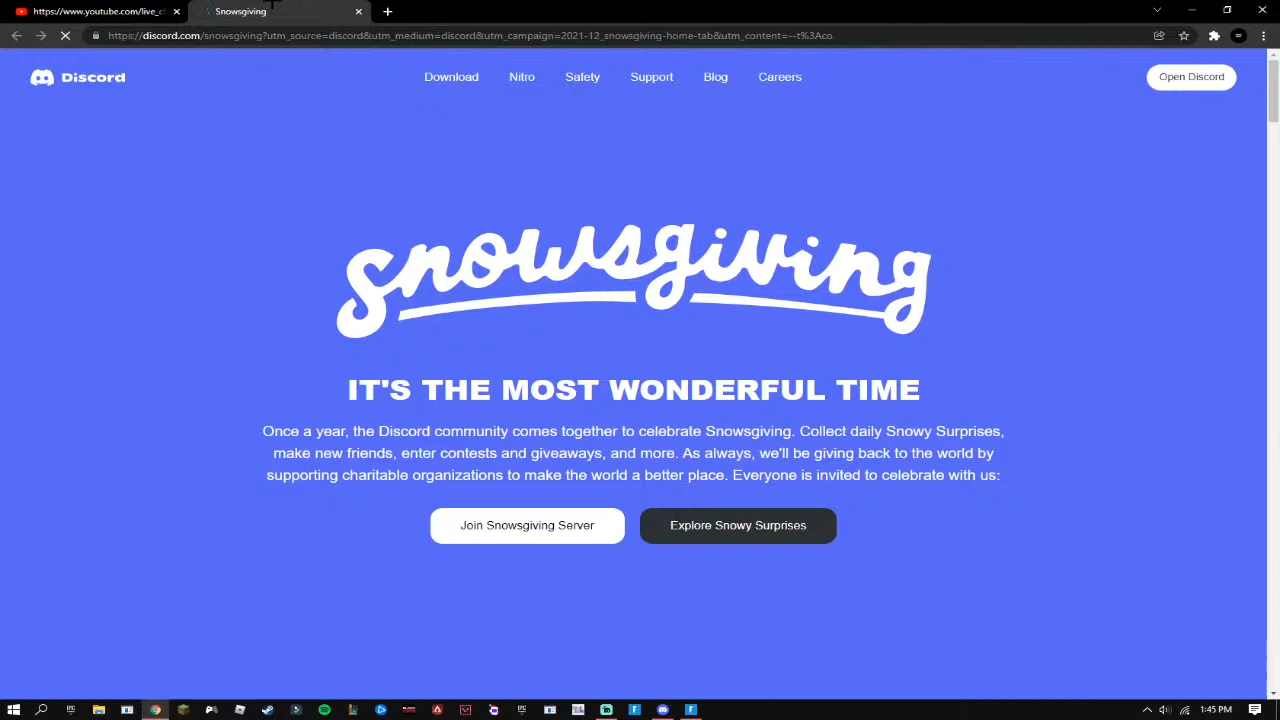 https://www.youtube.com/live_c
Snowsgiving
https://discord.com/snowsgiving?utm_source=discord&utm_medium=discord&utm_campaign=2021-12_snowsgiving-home-tab&utm_content=--t%3Aco
Discord
Download
Nitro
Safety
Support
Blog
Careers
Open Discord
Snowsgiving
IT'S THE MOST WONDERFUL TIME
Once a year, the Discord community comes together to celebrate Snowsgiving. Collect daily Snowy Surprises,
make new friends, enter contests and giveaways, and more. As always, we'll be giving back to the world by
supporting charitable organizations to make the world a better place. Everyone is invited to celebrate with us:
Join Snowsgiving Server
Explore Snowy Surprises
1:45 PM